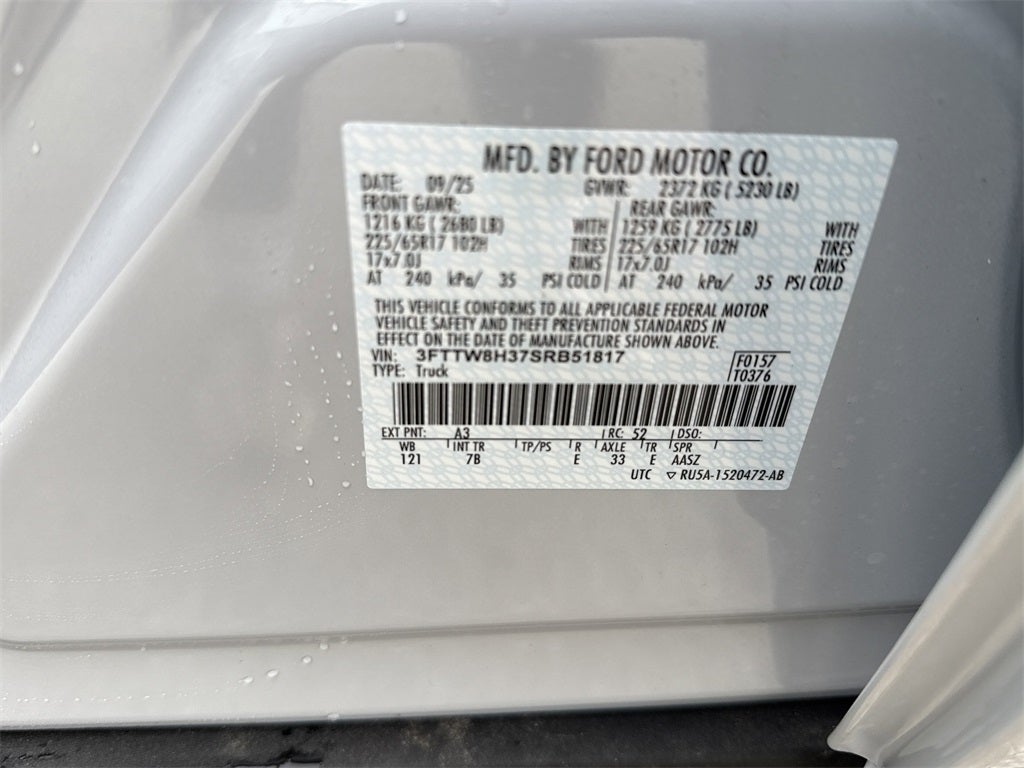 MFD. BY FORD MOTOR CO.
DATE: 09/25 GVWR: 2372 KG ( 5230 LB)
FRONT GAWR: REAR GAWR:
1216 KG ( 2680 LB) WITH 1259 KG ( 2775 LB) WITH
225/65R17 102H TIRES 225/65R17 102H TIRES
17x7.0J RIMS 17x7.0J RIMS
AT 240 kPa/ 35 PSI COLD AT 240 kPa/ 35 PSI COLD
THIS VEHICLE CONFORMS TO ALL APPLICABLE FEDERAL MOTOR
VEHICLE SAFETY AND THEFT PREVENTION STANDARDS IN
EFFECT ON THE DATE OF MANUFACTURE SHOWN ABOVE.
VIN: 3FTTW8H37SRB51817 F0157
TYPE: Truck T0376
EXT PNT: A3 RC: 52 DSO:
WB INT TR TP/PS R AXLE TR SPR
121 7B E 33 E AASZ
UTC ▽ RU5A-1520472-AB